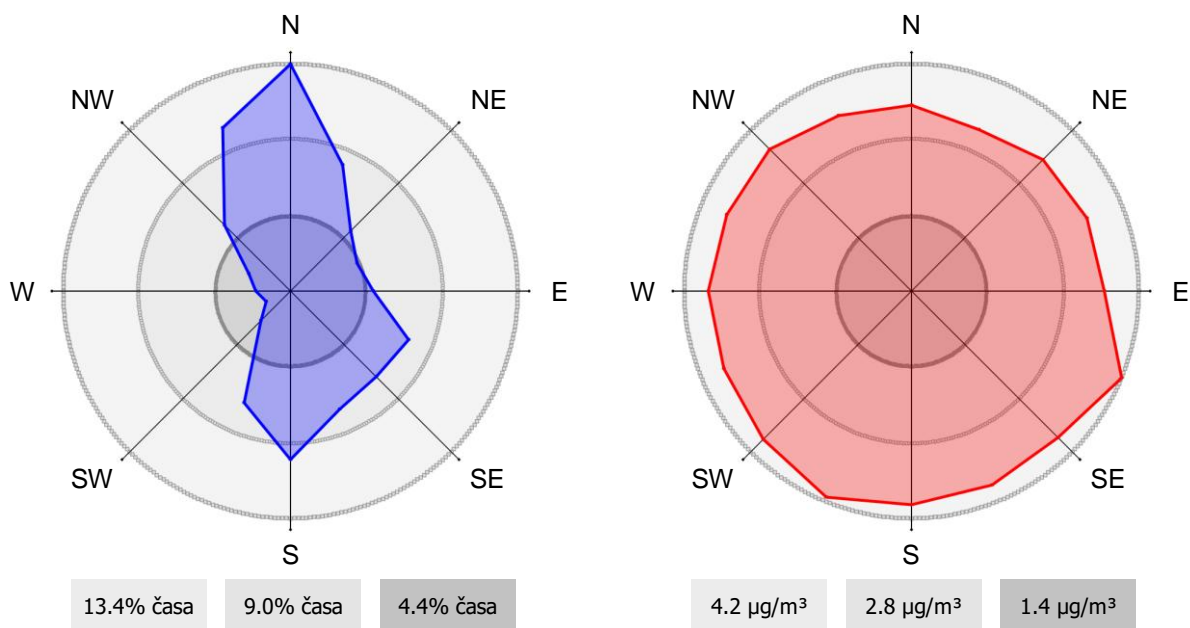 N
NW
NE
W
E
SW
SE
S
13.4% časa
9.0% časa
4.4% časa
N
NW
NE
W
E
SW
SE
S
4.2 µg/m³
2.8 µg/m³
1.4 µg/m³